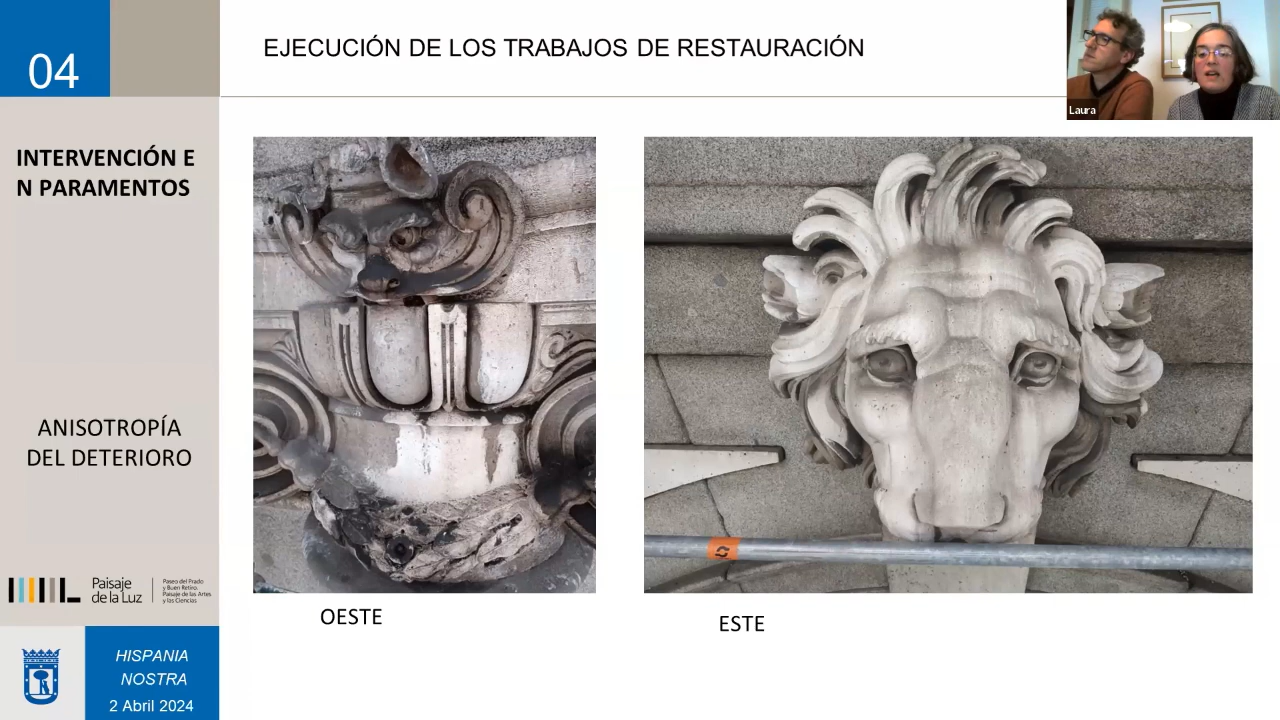 04
EJECUCIÓN DE LOS TRABAJOS DE RESTAURACIÓN
Laura
INTERVENCIÓN E
N PARAMENTOS
ANISOTROPÍA
DEL DETERIORO
Paisaje
de la Luz
Paseo del Prado
y Buen Retiro.
Paisaje de las Artes
y las Ciencias.
OESTE
ESTE
HISPANIA
NOSTRA
2 Abril 2024